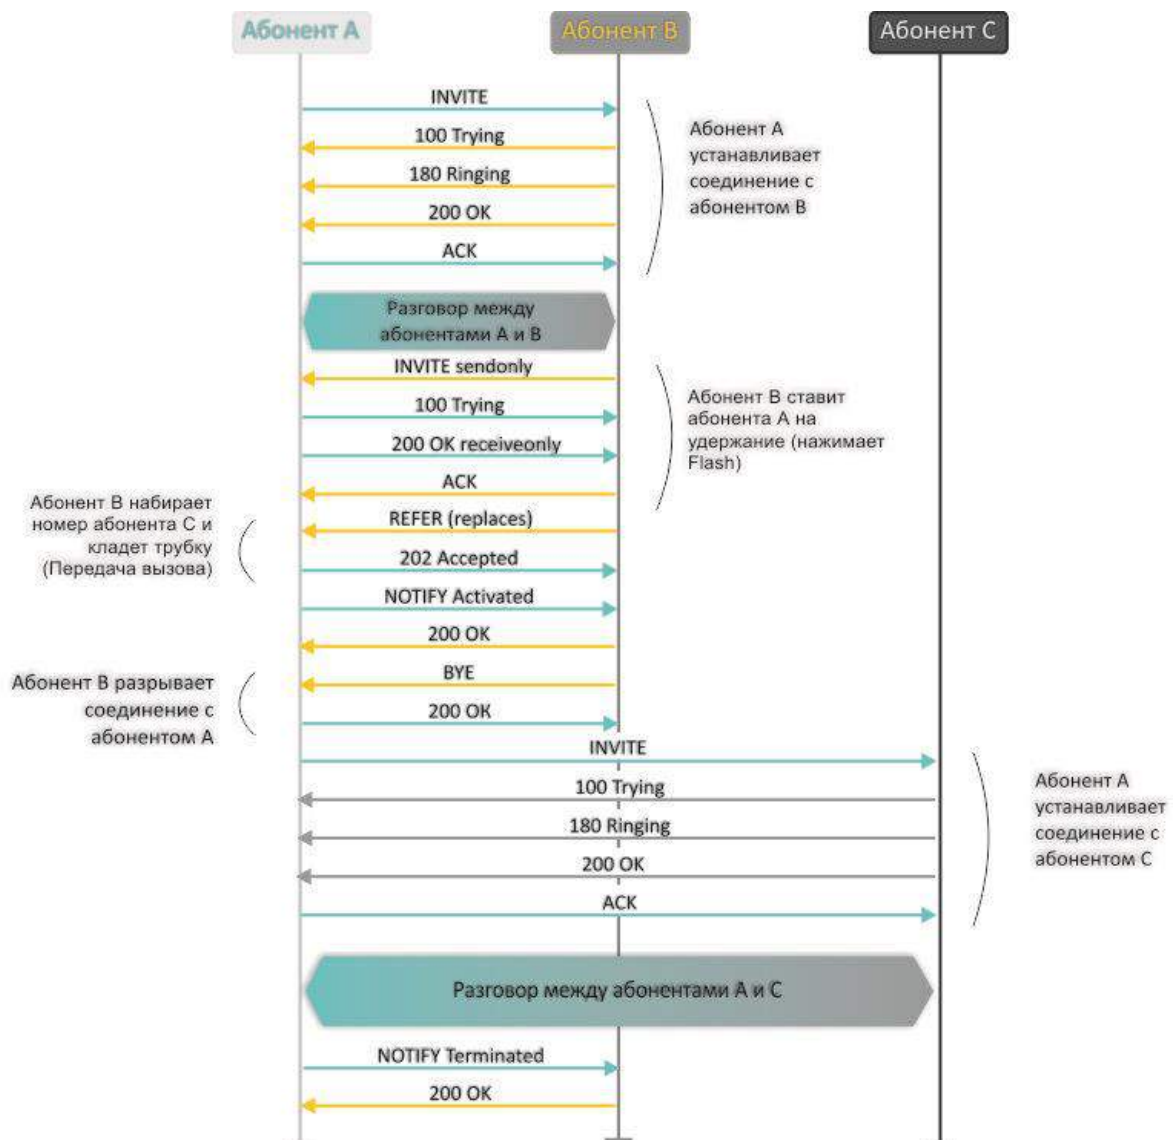 Абонент А
Абонент В
Абонент С
INVITE
100 Trying
180 Ringing
200 OK
ACK
Абонент А
устанавливает
соединение с
абонентом В
Разговор между
абонентами А и В
INVITE sendonly
100 Trying
200 OK receiveonly
ACK
Абонент В ставит
абонента А на
удержание (нажимает
Flash)
REFER (replaces)
202 Accepted
Абонент В набирает
номер абонента С и
кладет трубку
(Передача вызова)
NOTIFY Activated
200 OK
BYE
200 OK
Абонент В разрывает
соединение с
абонентом А
INVITE
100 Trying
180 Ringing
200 OK
ACK
Абонент А
устанавливает
соединение с
абонентом С
Разговор между абонентами А и С
NOTIFY Terminated
200 OK